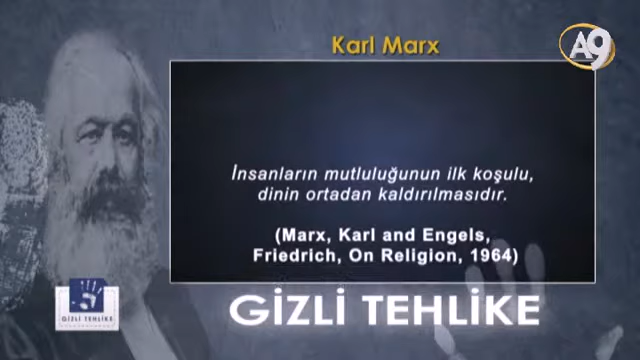 Karl Marx
A9
İnsanların mutluluğunun ilk koşulu,
dinin ortadan kaldırılmasıdır.
(Marx, Karl and Engels,
Friedrich, On Religion, 1964)
GİZLİ TEHLİKE
GİZLİ TEHLİKE